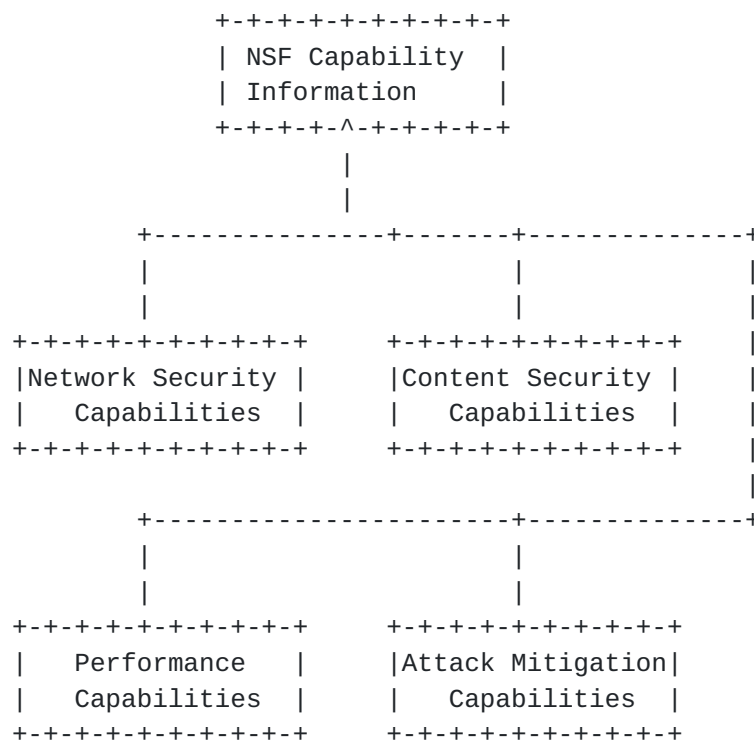 NSF Capability
Information
Network Security
Capabilities
Content Security
Capabilities
Performance
Capabilities
Attack Mitigation
Capabilities